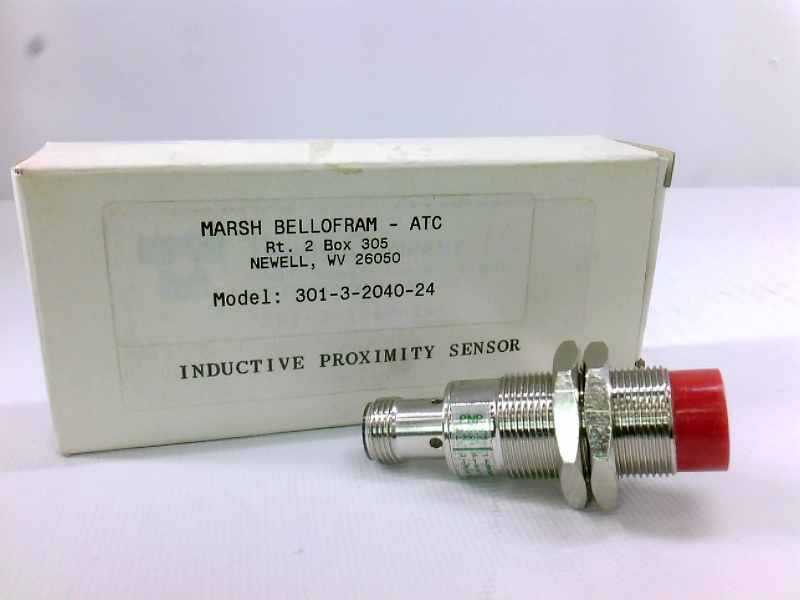 MARSH BELLOFRAM - ATC
Rt. 2 Box 305
NEWELL, WV 26050
Model: 301-3-2040-24
INDUCTIVE PROXIMITY SENSOR
PNP